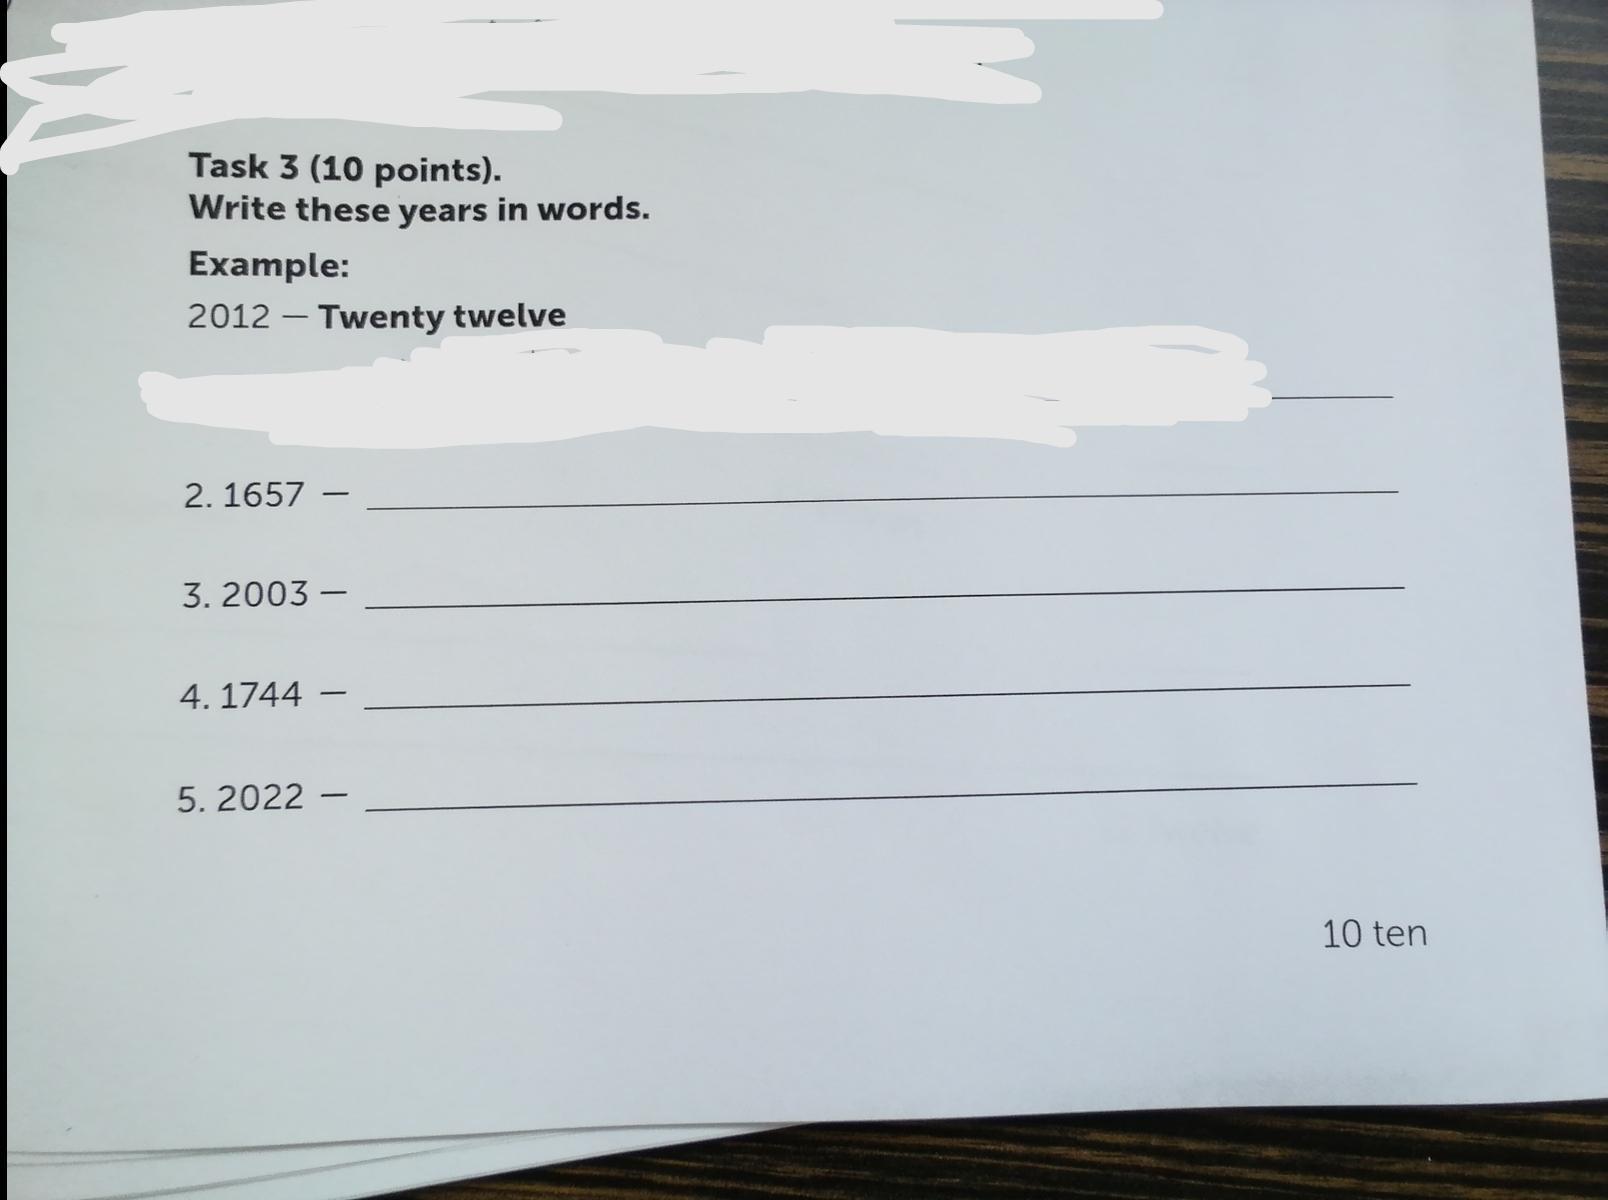 Task 3 (10 points).
Write these years in words.
Example:
2012 — Twenty twelve
2. 1657 —
3. 2003 —
4. 1744 —
5. 2022 —
10 ten